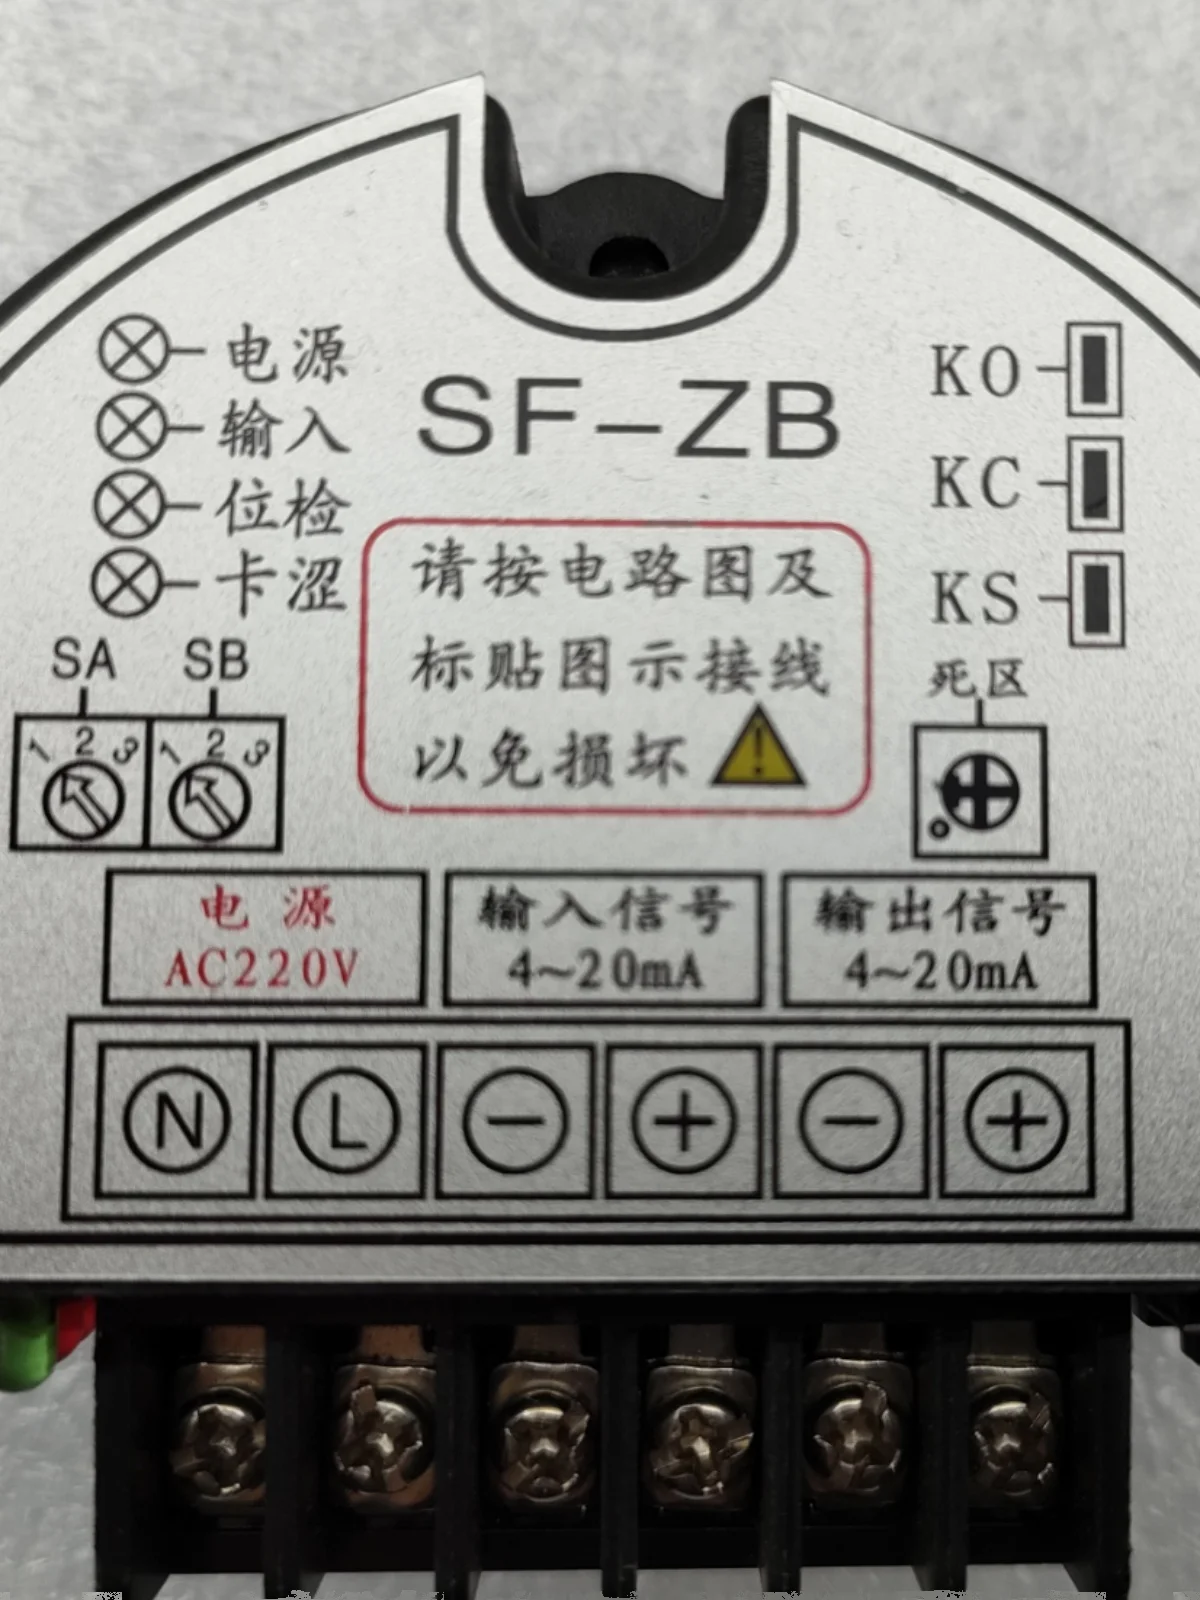 电源
输入
位检
卡涩
SF-ZB
KO
KC
KS
请按电路图及
标贴图示接线
以免损坏
!
SA SB
1 2 3 1 2 3
死区
电源
AC220V
输入信号
4~20mA
输出信号
4~20mA
N L - + - +